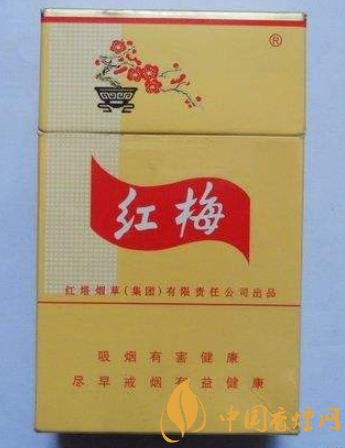 ®
红梅
红塔烟草(集团)有限责任公司出品
吸烟有害健康
尽早戒烟有益健康
中国香烟网